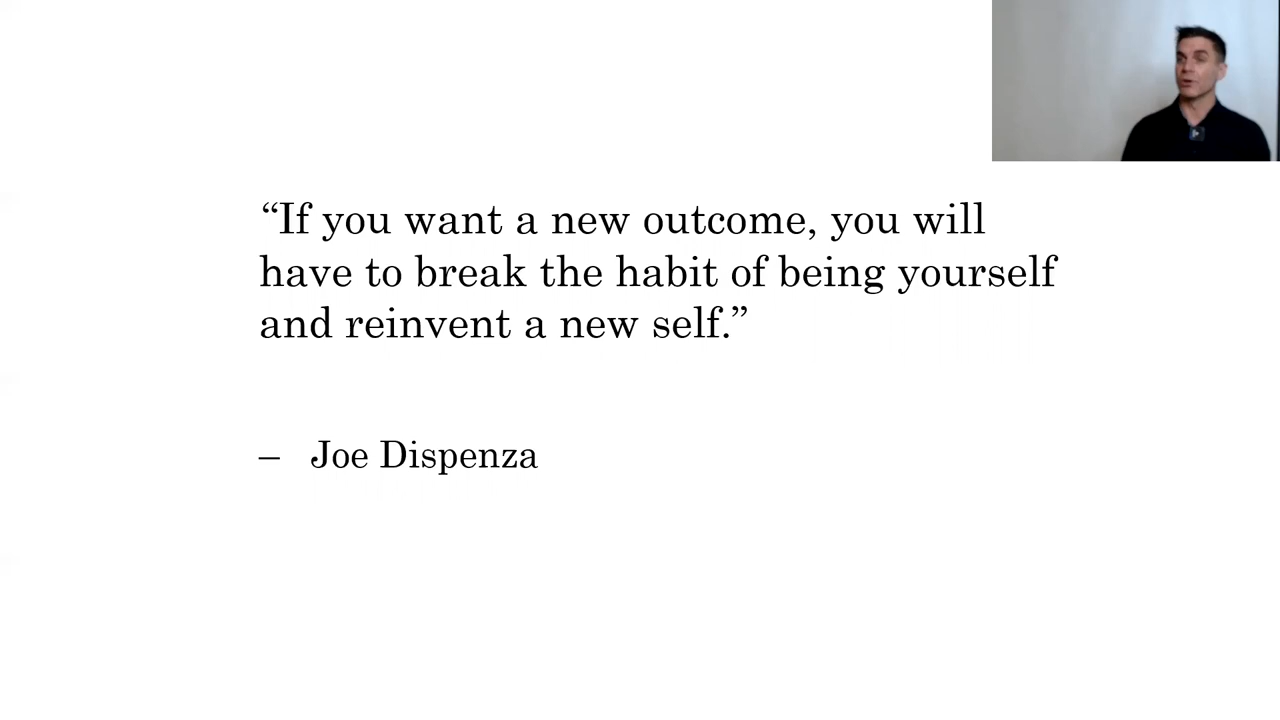 “If you want a new outcome, you will
have to break the habit of being yourself
and reinvent a new self.”
– Joe Dispenza